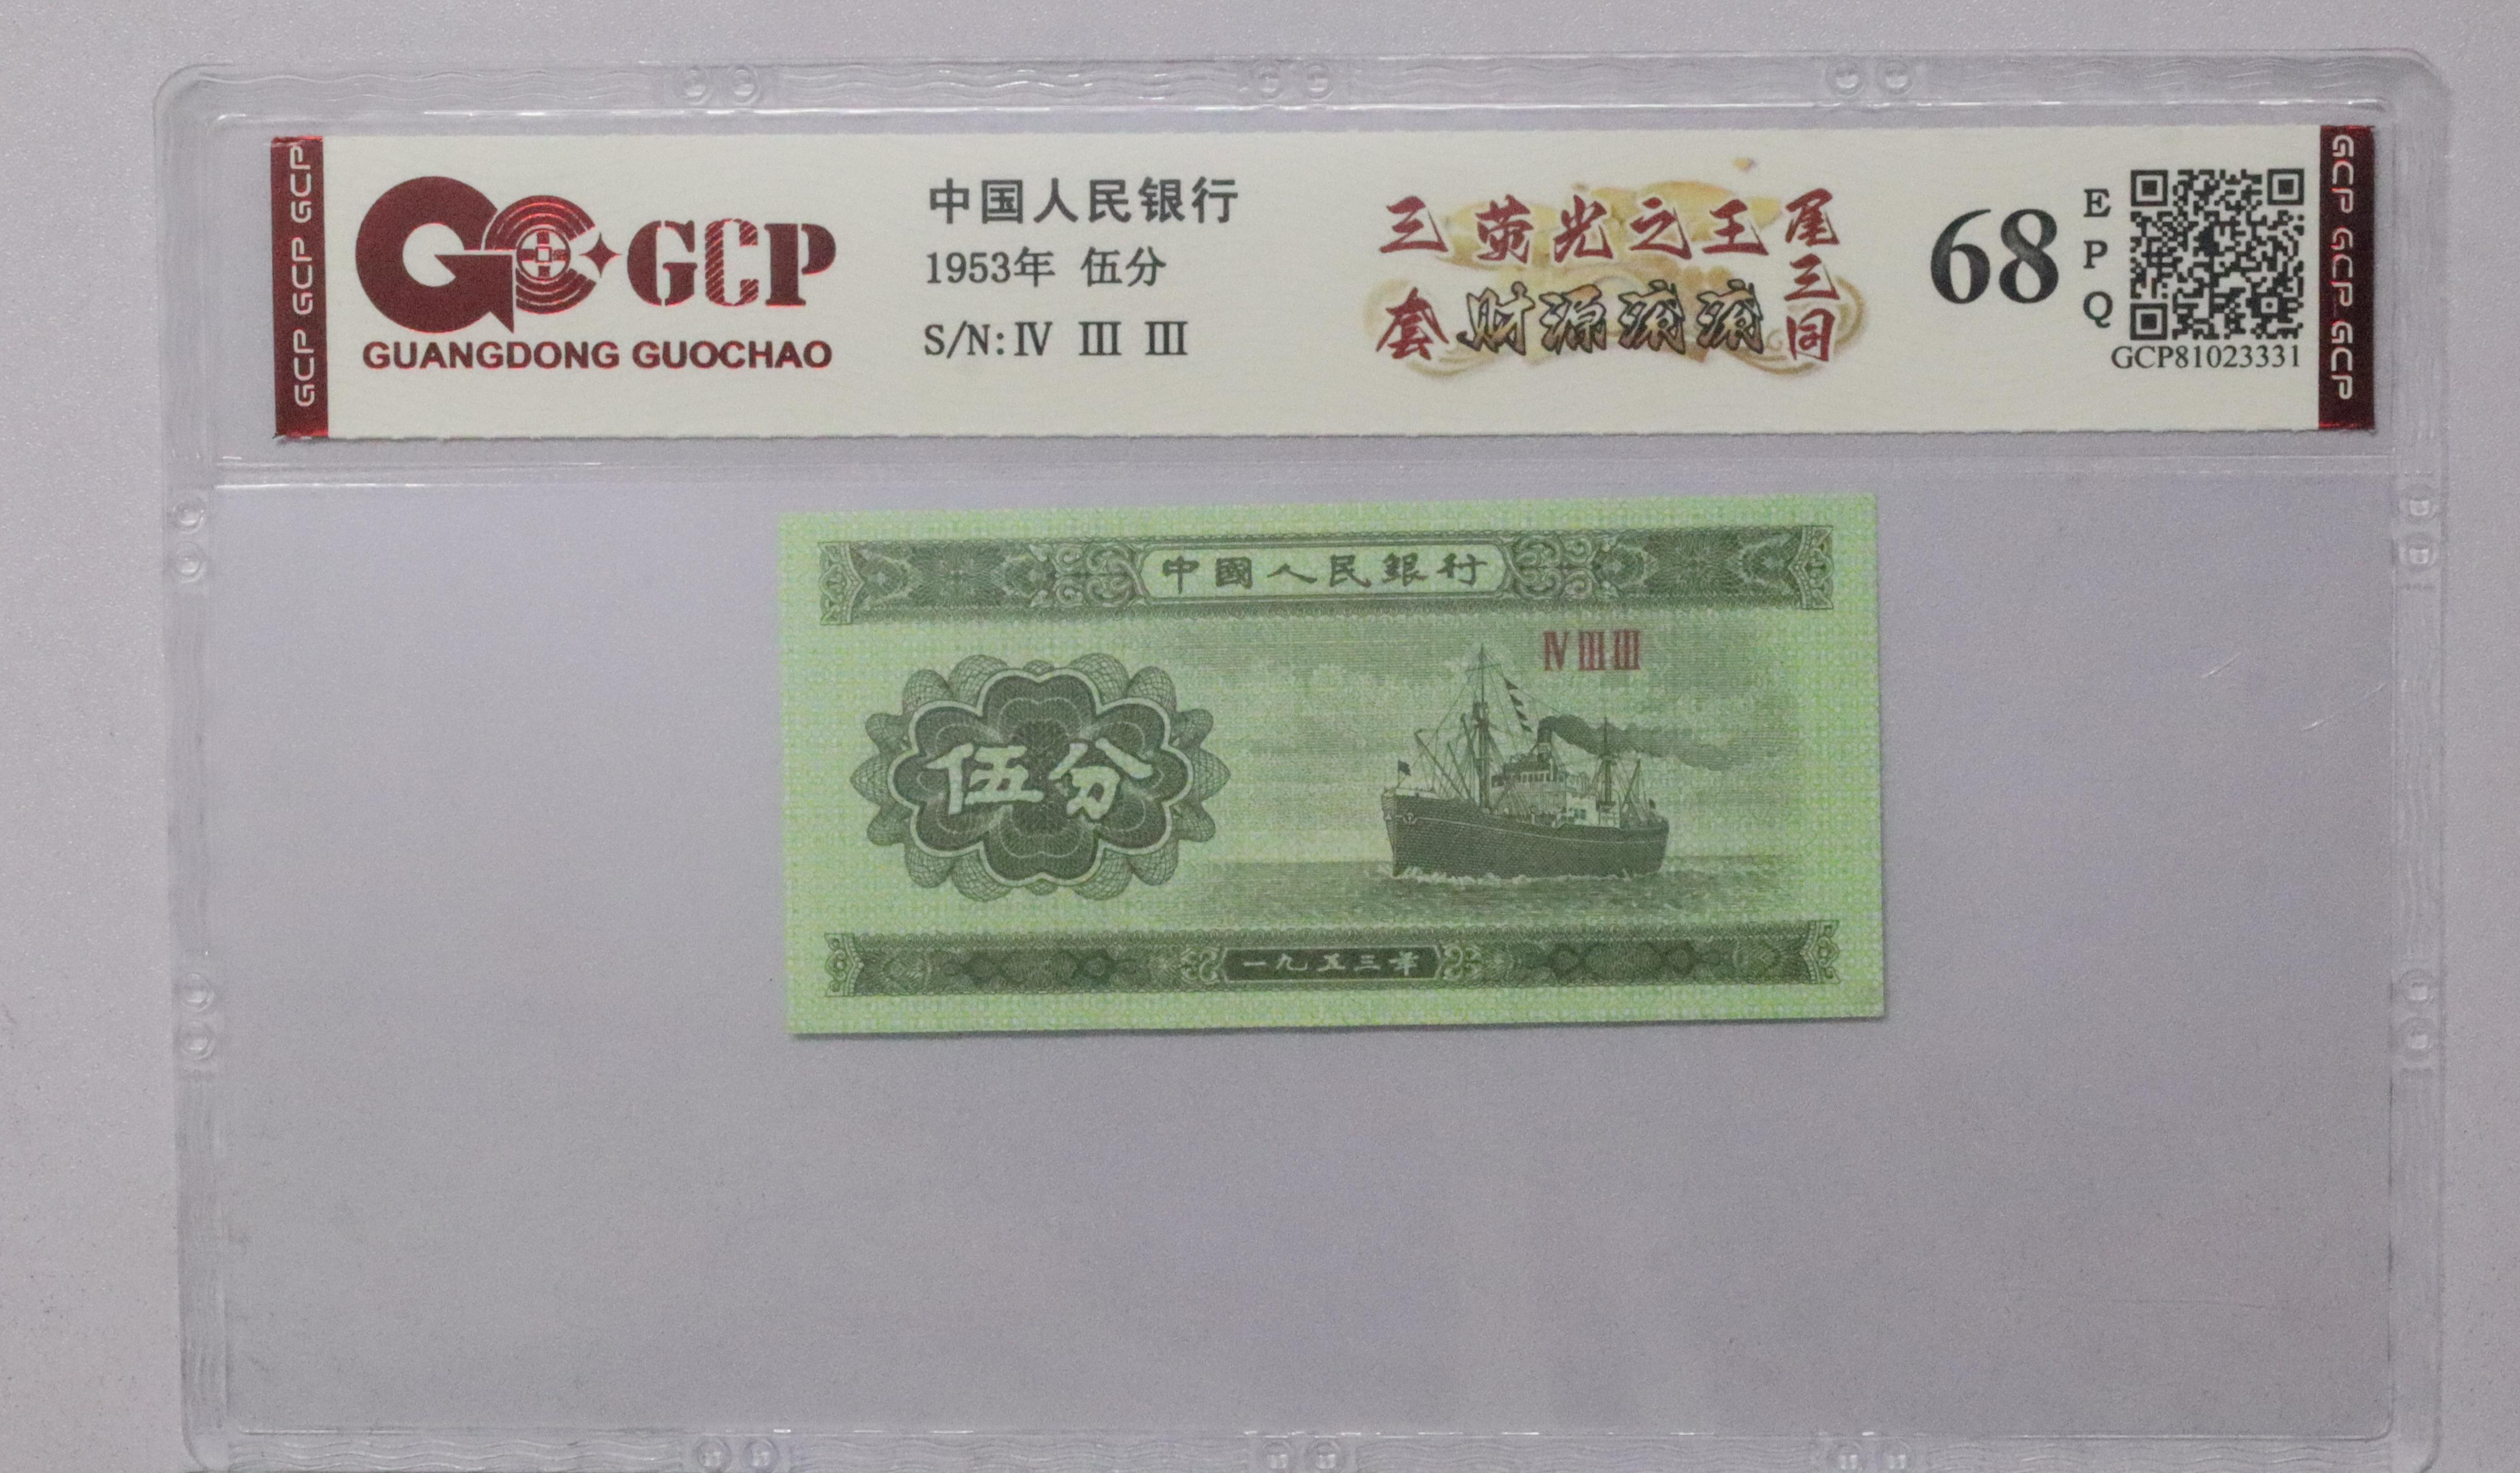 GCP GCP GCP
GCP
GUANGDONG GUOCHAO
中国人民银行
1953年 伍分
S/N: IV III III
三套
荧光之王
财源滚滚
尾三同
68
EPQ
GCP81023331
GCP GCP GCP
中國人民銀行
IV III III
伍分
一九五三年